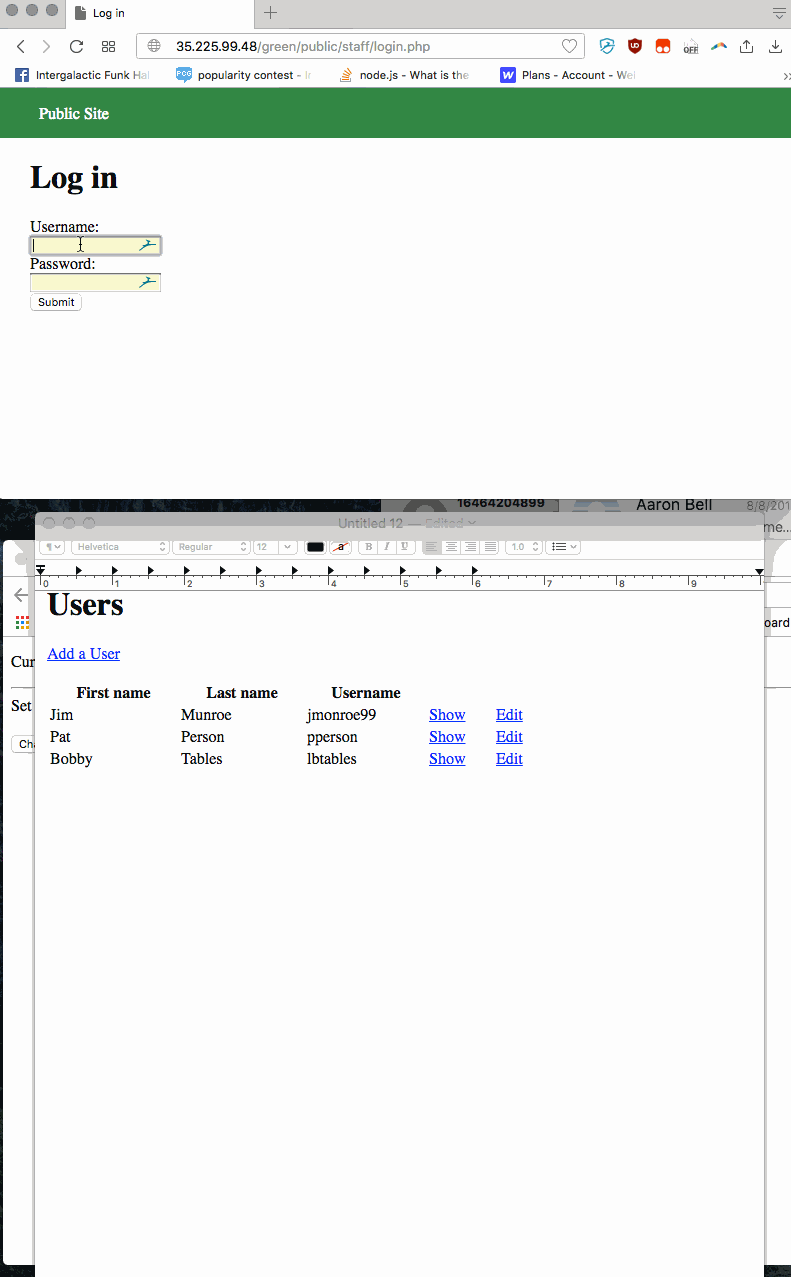 Log in
35.225.99.48/green/public/staff/login.php
UD
OFF
Intergalactic Funk Hal
PCG popularity contest -
node.js - What is the
W Plans - Account - Wel
Public Site
Log in
Username:
Password:
Submit
16464204899
Aaron Bell
8/8/201
me...
Untitled 12 — Edited
Helvetica
Regular
12
a
B I U
1.0
0 1 2 3 4 5 6 7 8 9
Users
oard
Add a User
Cur
First name Last name Username
Set
Jim Munroe jmonroe99 Show Edit
Pat Person pperson Show Edit
Cha
Bobby Tables lbtables Show Edit